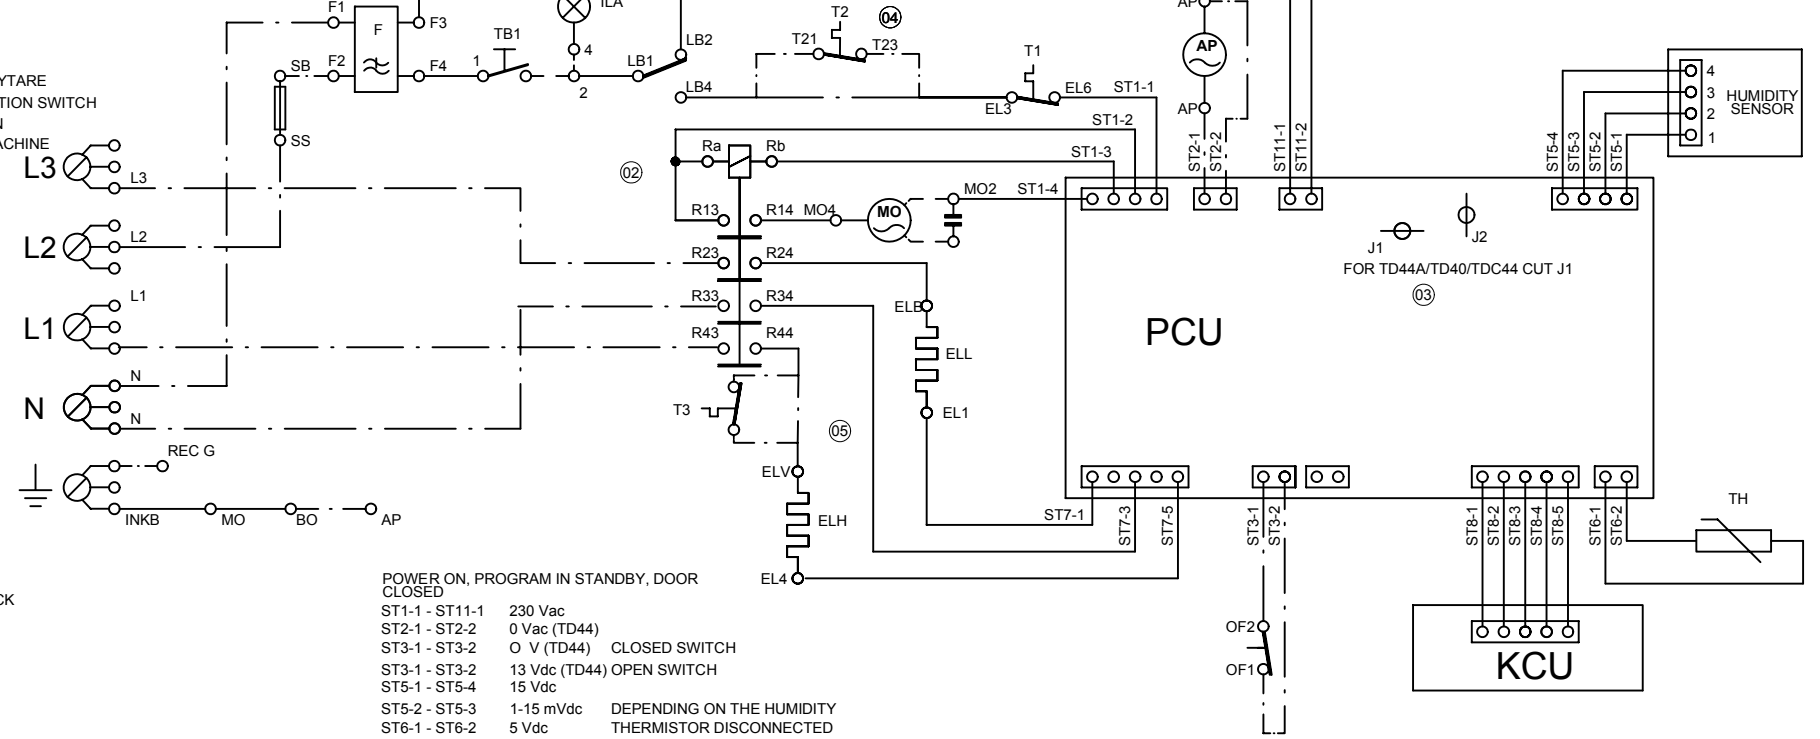 F1
F
F3
ILA
T2
04
AP
TB1
4
LB2
T21
T23
T1
AP
4
SB
F2
F4
1
LB1
YTARE
TION SWITCH
2
LB4
EL3
EL6
ST1-1
AP
3
HUMIDITY
SENSOR
2
ACHINE
SS
ST1-2
Ra
Rb
ST1-3
ST2-1
ST2-2
ST11-1
ST11-2
ST5-4
ST5-3
ST5-2
ST5-1
1
L3
L3
02
R13
R14
MO4
MO
MO2
ST1-4
L2
L2
R23
R24
J1
J2
FOR TD44A/TD40/TDC44 CUT J1
03
L1
R33
R34
ELB
L1
R43
R44
PCU
ELL
N
N
T3
EL1
N
05
REC G
ELV
INKB
MO
BO
AP
ELH
ST7-1
ST7-3
ST7-5
ST3-1
ST3-2
ST8-1
ST8-2
ST8-3
ST8-4
ST8-5
ST6-1
ST6-2
TH
EL4
POWER ON, PROGRAM IN STANDBY, DOOR
CLOSED
CK
ST1-1 - ST11-1 230 Vac
ST2-1 - ST2-2 0 Vac (TD44)
ST3-1 - ST3-2 O V (TD44) CLOSED SWITCH
ST3-1 - ST3-2 13 Vdc (TD44) OPEN SWITCH
ST5-1 - ST5-4 15 Vdc
ST5-2 - ST5-3 1-15 mVdc DEPENDING ON THE HUMIDITY
ST6-1 - ST6-2 5 Vdc THERMISTOR DISCONNECTED
OF2
OF1
KCU